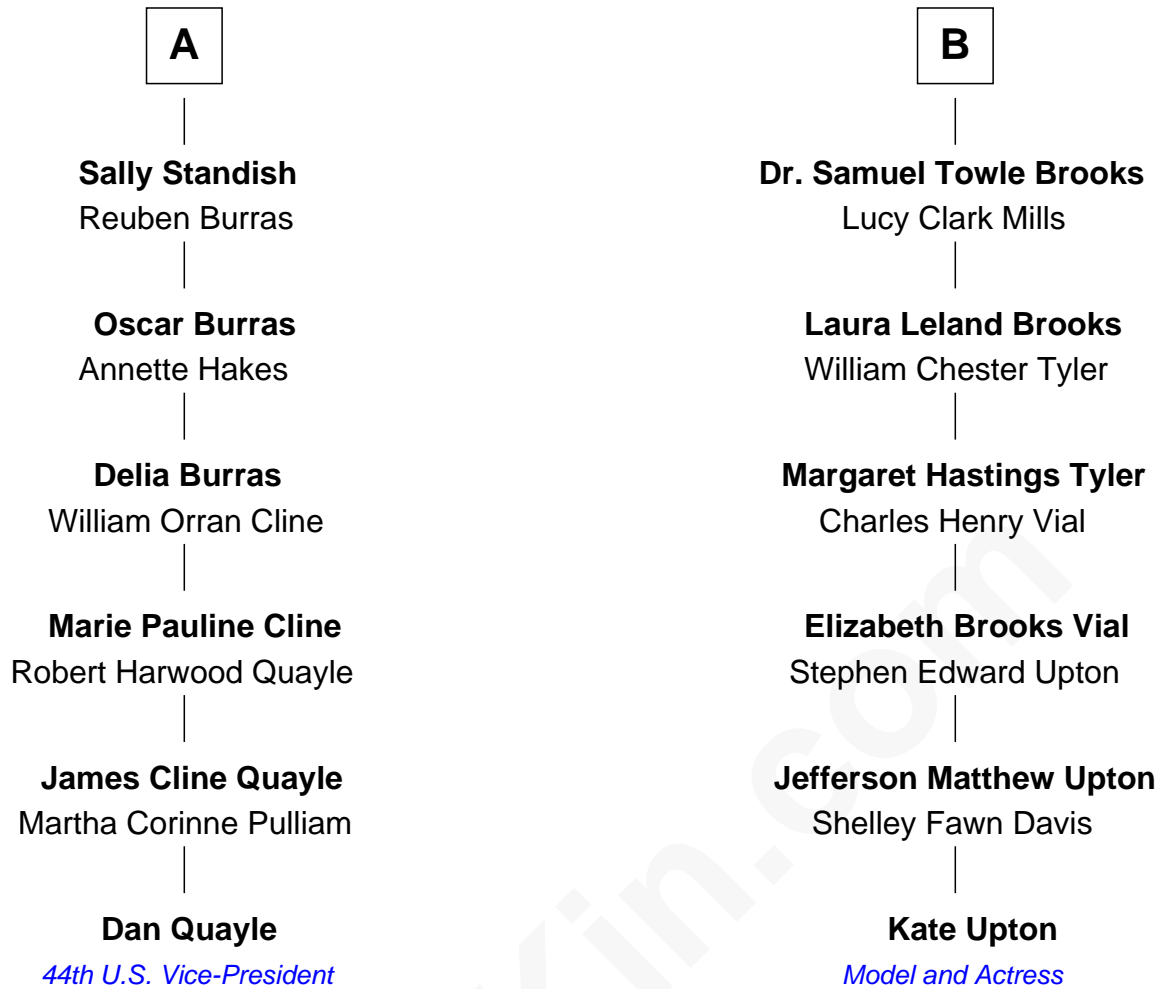 A
Sally Standish
Reuben Burras
Oscar Burras
Annette Hakes
Delia Burras
William Orran Cline
Marie Pauline Cline
Robert Harwood Quayle
James Cline Quayle
Martha Corinne Pulliam
Dan Quayle
44th U.S. Vice-President
B
Dr. Samuel Towle Brooks
Lucy Clark Mills
Laura Leland Brooks
William Chester Tyler
Margaret Hastings Tyler
Charles Henry Vial
Elizabeth Brooks Vial
Stephen Edward Upton
Jefferson Matthew Upton
Shelley Fawn Davis
Kate Upton
Model and Actress